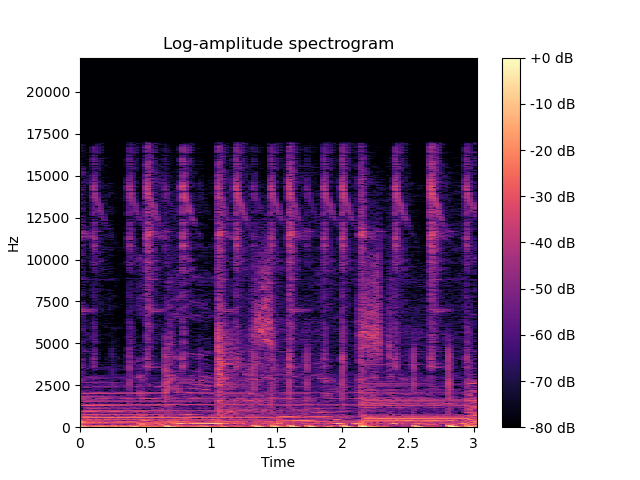 Log-amplitude spectrogram
Hz
20000
17500
15000
12500
10000
7500
5000
2500
0
0 0.5 1 1.5 2 2.5 3
Time
+0 dB
-10 dB
-20 dB
-30 dB
-40 dB
-50 dB
-60 dB
-70 dB
-80 dB